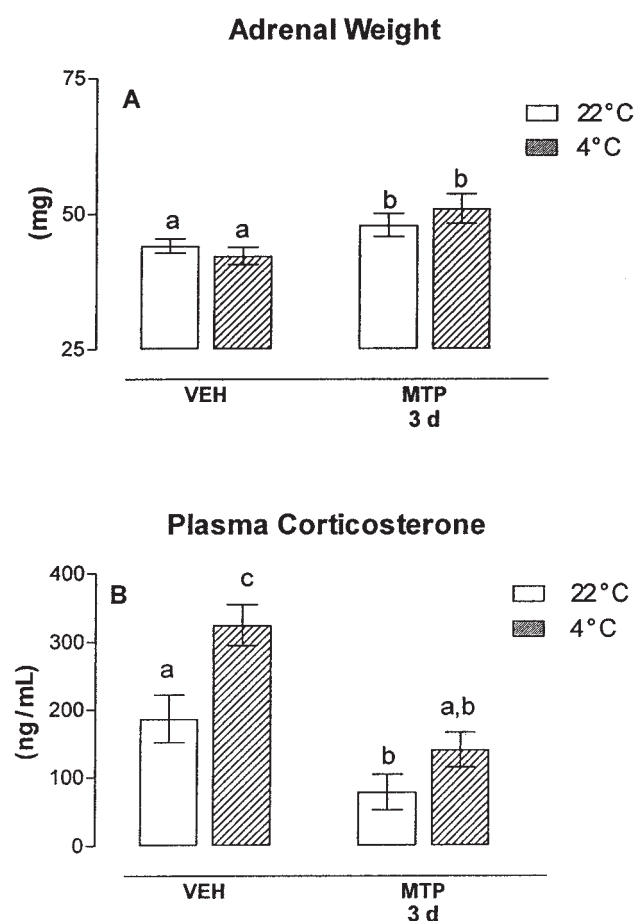 Adrenal Weight
75
A
22°C
4°C
(mg)
50
a
a
b
b
25
VEH
MTP
3 d
Plasma Corticosterone
400
B
c
22°C
4°C
300
(ng/mL)
a
200
a,b
b
100
0
VEH
MTP
3 d